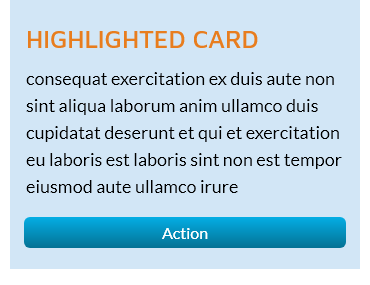 HIGHLIGHTED CARD
consequat exercitation ex duis aute non
sint aliqua laborum anim ullamco duis
cupidatat deserunt et qui et exercitation
eu laboris est laboris sint non est tempor
eiusmod aute ullamco irure
Action